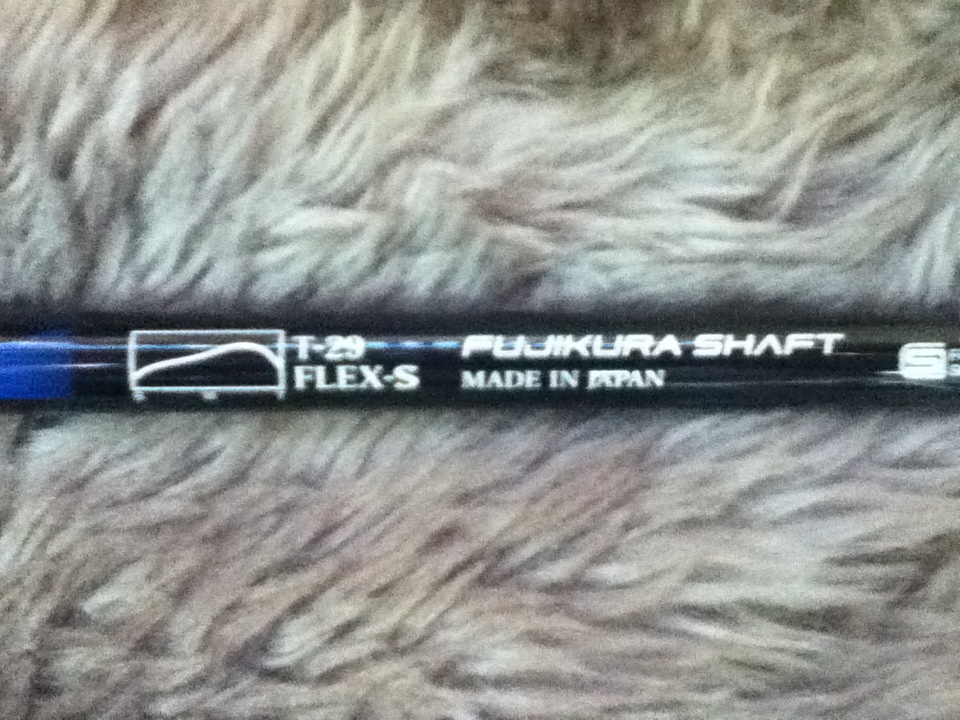 T-29
FLEX-S
FUJIKURA SHAFT
MADE IN JAPAN
S